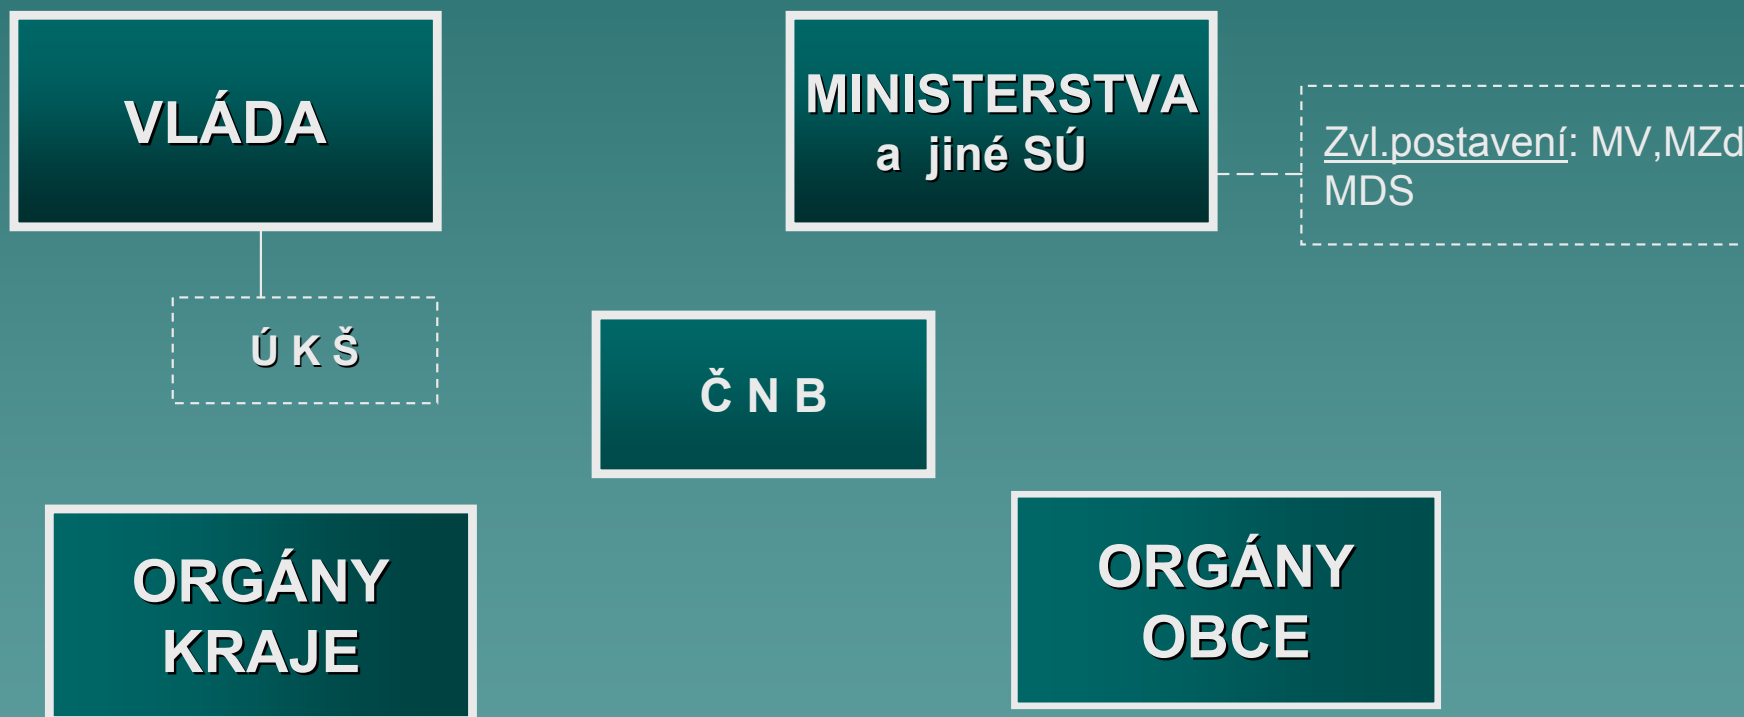 VLÁDA
MINISTERSTVA
a jiné SÚ
Zvl.postavení: MV,MZd
MDS
Ú K Š
Č N B
ORGÁNY
KRAJE
ORGÁNY
OBCE